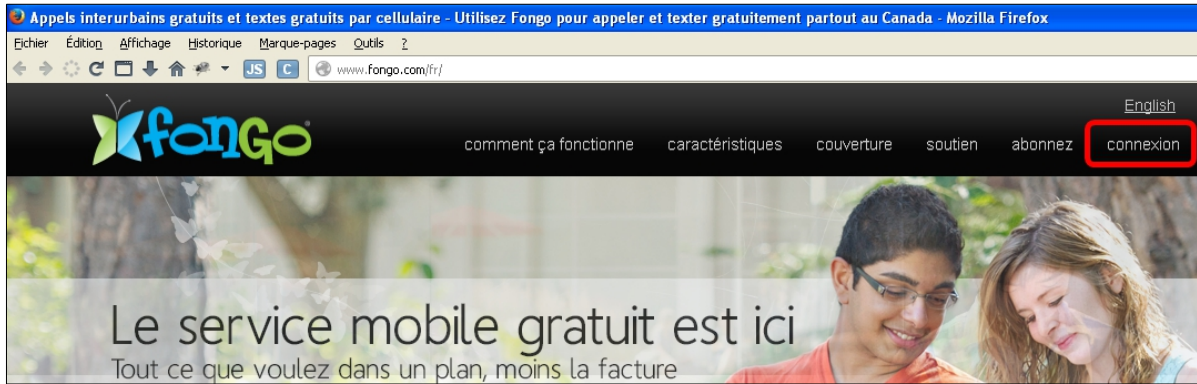 Appels interurbains gratuits et textes gratuits par cellulaire - Utilisez Fongo pour appeler et texter gratuitement partout au Canada - Mozilla Firefox
Fichier Édition Affichage Historique Marque-pages Outils ?
JS C www.fongo.com/fr/
English
fongo comment ça fonctionne caractéristiques couverture soutien abonnez connexion
Le service mobile gratuit est ici
Tout ce que voulez dans un plan, moins la facture